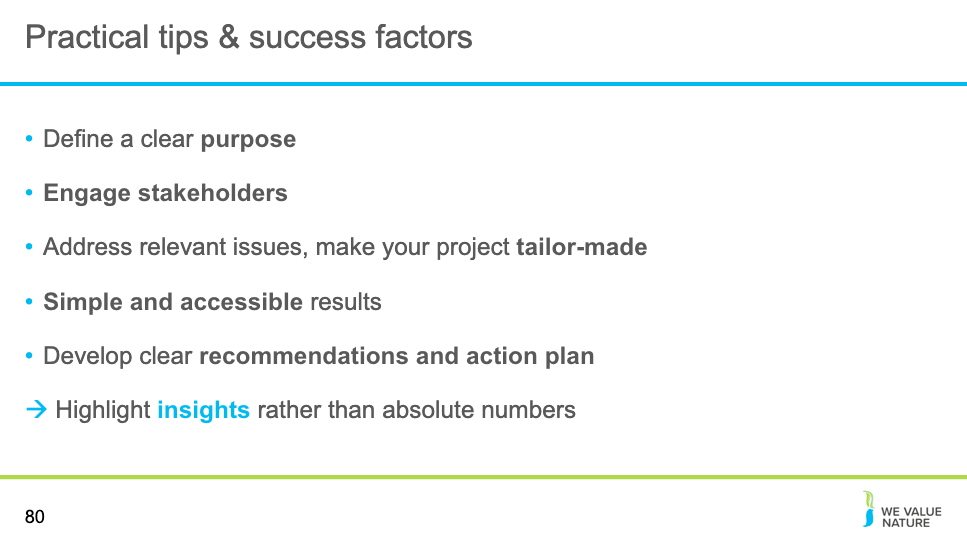 Practical tips & success factors
• Define a clear purpose
• Engage stakeholders
• Address relevant issues, make your project tailor-made
• Simple and accessible results
• Develop clear recommendations and action plan
→ Highlight insights rather than absolute numbers
80
WE VALUE
NATURE